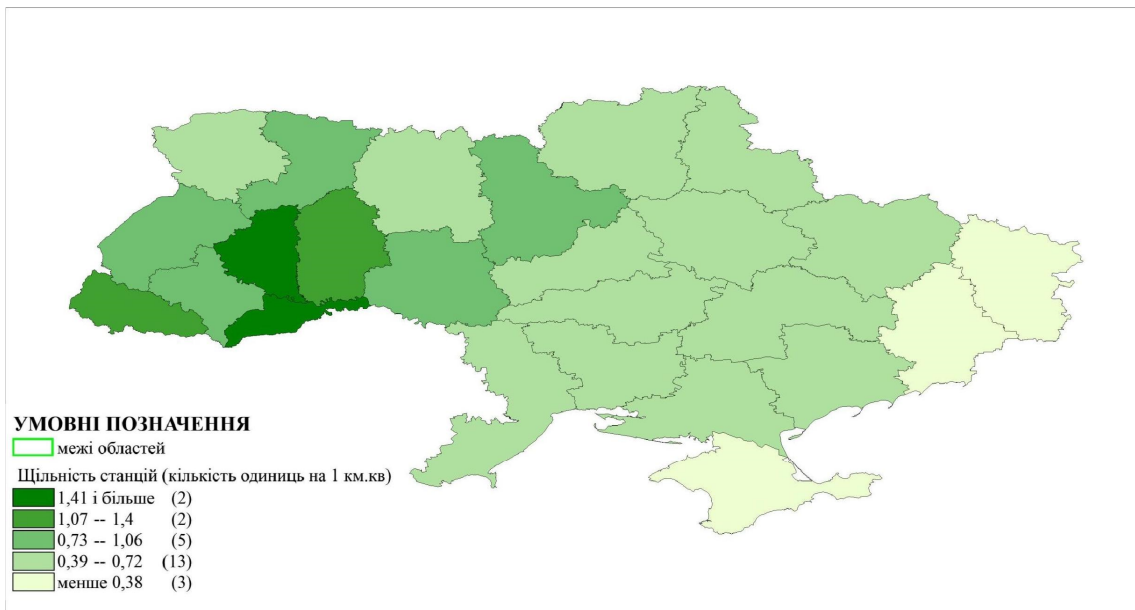 УМОВНІ ПОЗНАЧЕННЯ
межі областей
Щільність станцій (кількість одиниць на 1 км.кв)
1,41 і більше (2)
1,07 -- 1,4 (2)
0,73 -- 1,06 (5)
0,39 -- 0,72 (13)
менше 0,38 (3)